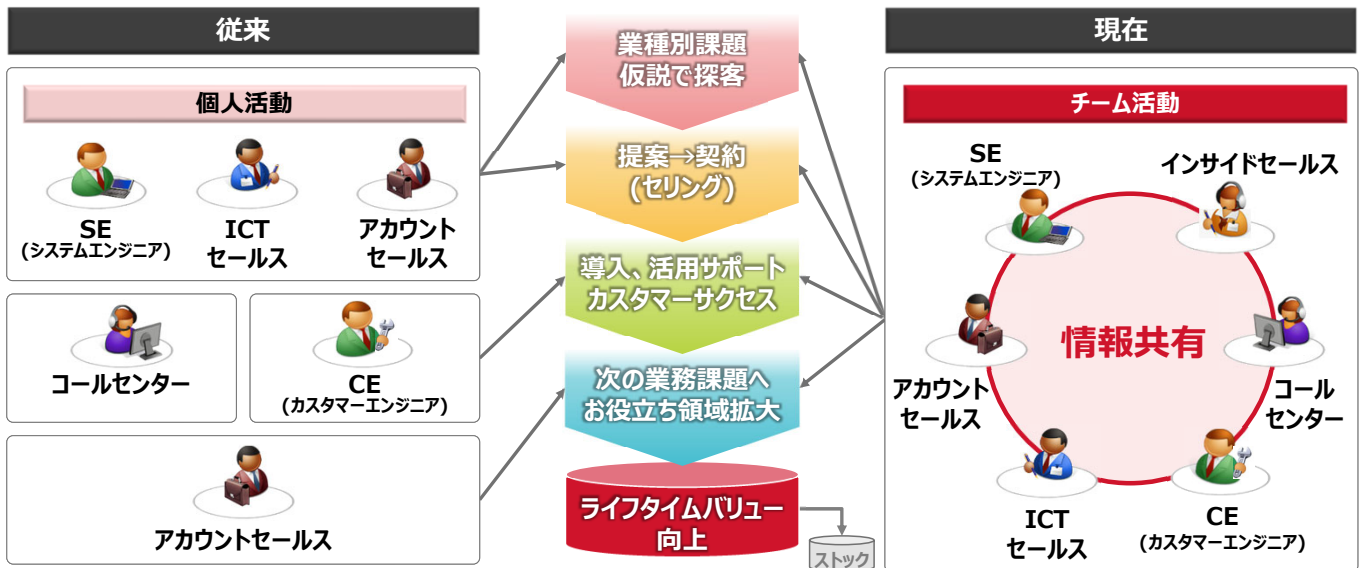 従来
個人活動
SE
(システムエンジニア)
ICT
セールス
アカウント
セールス
コールセンター
CE
(カスタマーエンジニア)
アカウントセールス
業種別課題
仮説で探客
提案→契約
(セリング)
導入、活用サポート
カスタマーサクセス
次の業務課題へ
お役立ち領域拡大
ライフタイムバリュー
向上
ストック
現在
チーム活動
SE
(システムエンジニア)
インサイドセールス
情報共有
アカウント
セールス
コール
センター
ICT
セールス
CE
(カスタマーエンジニア)